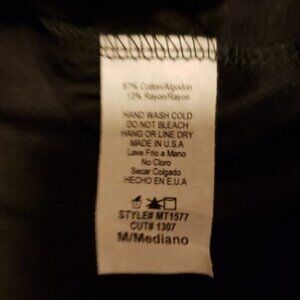 87% Cotton/Algodon
13% Rayon/Rayon
HAND WASH COLD
DO NOT BLEACH
HANG OR LINE DRY
MADE IN U.S.A
Lave Frio a Mano
No Cloro
Secar Colgado
HECHO EN E.U.A
STYLE# MT1577
CUT# 1307
M/Mediano